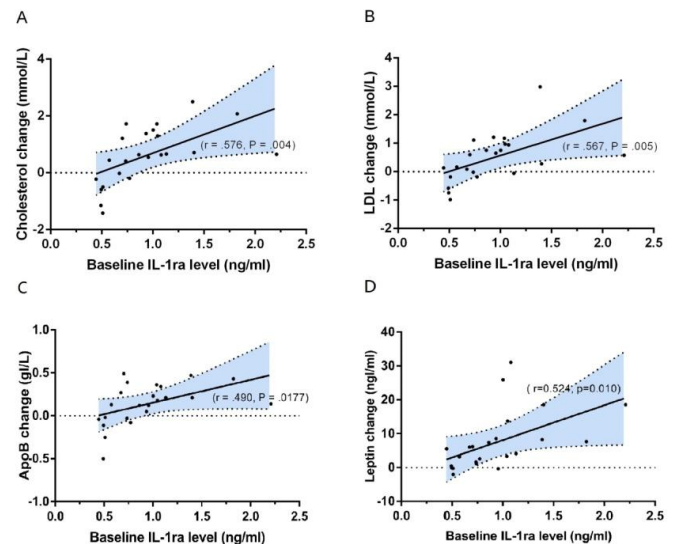 A
Cholesterol change (mmol/L)
4
2
0
-2
(r = .576, P = .004)
0.0 0.5 1.0 1.5 2.0 2.5
Baseline IL-1ra level (ng/ml)
B
LDL change (mmol/L)
4
3
2
1
0
-1
-2
(r = .567, P = .005)
0.0 0.5 1.0 1.5 2.0 2.5
Baseline IL-1ra level (ng/ml)
C
ApoB change (gl/L)
1.0
0.5
0.0
-0.5
-1.0
(r = .490, P = .0177)
0.0 0.5 1.0 1.5 2.0 2.5
Baseline IL-1ra level (ng/ml)
D
Leptin change (ngl/ml)
40
30
20
10
0
-10
( r=0.524; p=0.010)
0.0 0.5 1.0 1.5 2.0 2.5
Baseline IL-1ra level (ng/ml)